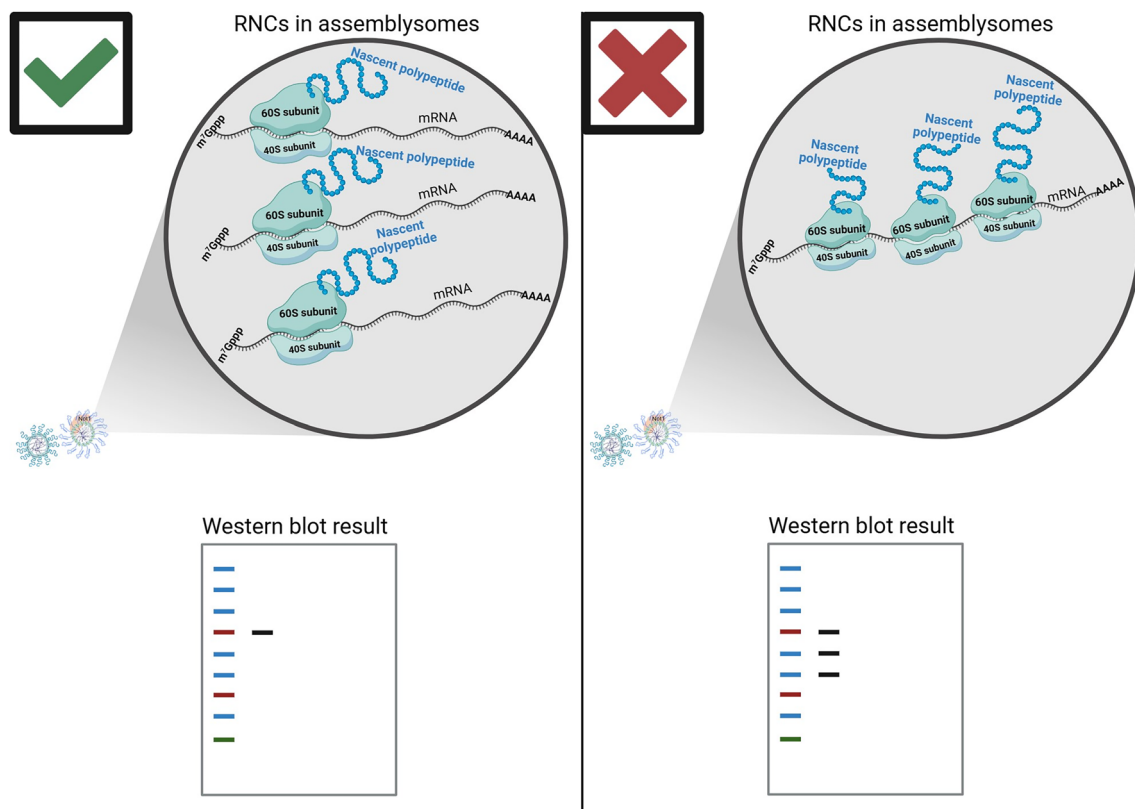 RNCs in assemblysomes
Nascent polypeptide
60S subunit
m⁷Gppp
mRNA
AAAA
40S subunit
Nascent polypeptide
60S subunit
mRNA
AAAA
m⁷Gppp
40S subunit
Nascent
polypeptide
60S subunit
mRNA
AAAA
m⁷Gppp
40S subunit
Not1
Western blot result
RNCs in assemblysomes
Nascent
polypeptide
Nascent
polypeptide
Nascent
polypeptide
60S subunit
60S subunit
60S subunit
mRNA
AAAA
m⁷Gppp
40S subunit
40S subunit
40S subunit
Not1
Western blot result